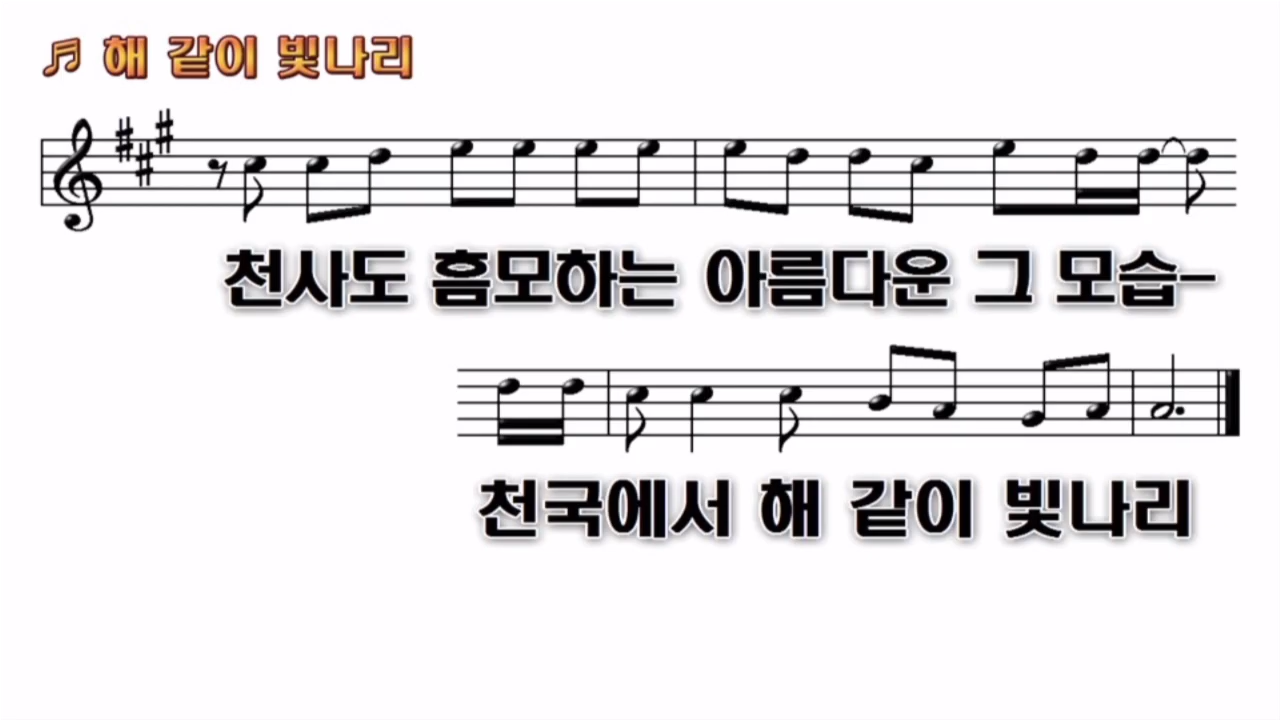 ♬ 해 같이 빛나리
천사도 흠모하는 아름다운 그 모습-
천국에서 해 같이 빛나리